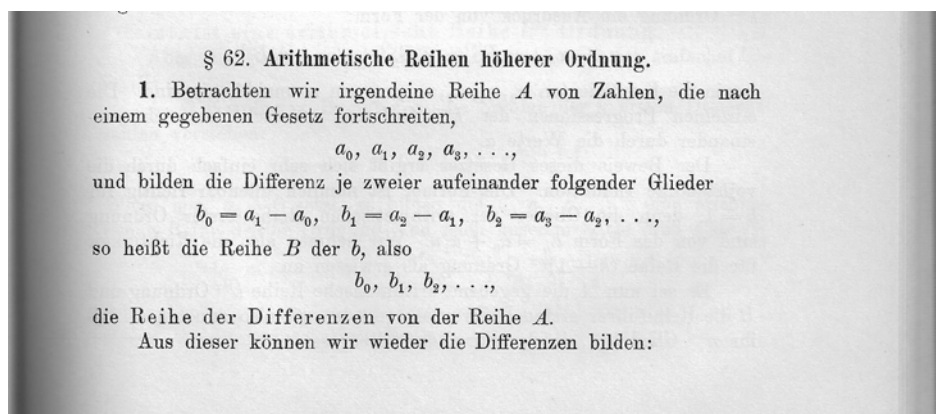 § 62. Arithmetische Reihen höherer Ordnung.
1. Betrachten wir irgendeine Reihe A von Zahlen, die nach
einem gegebenen Gesetz fortschreiten,
a₀, a₁, a₂, a₃, . . .,
und bilden die Differenz je zweier aufeinander folgender Glieder
b₀ = a₁ − a₀, b₁ = a₂ − a₁, b₂ = a₃ − a₂, . . .,
so heißt die Reihe B der b, also
b₀, b₁, b₂, . . .,
die Reihe der Differenzen von der Reihe A.
Aus dieser können wir wieder die Differenzen bilden: